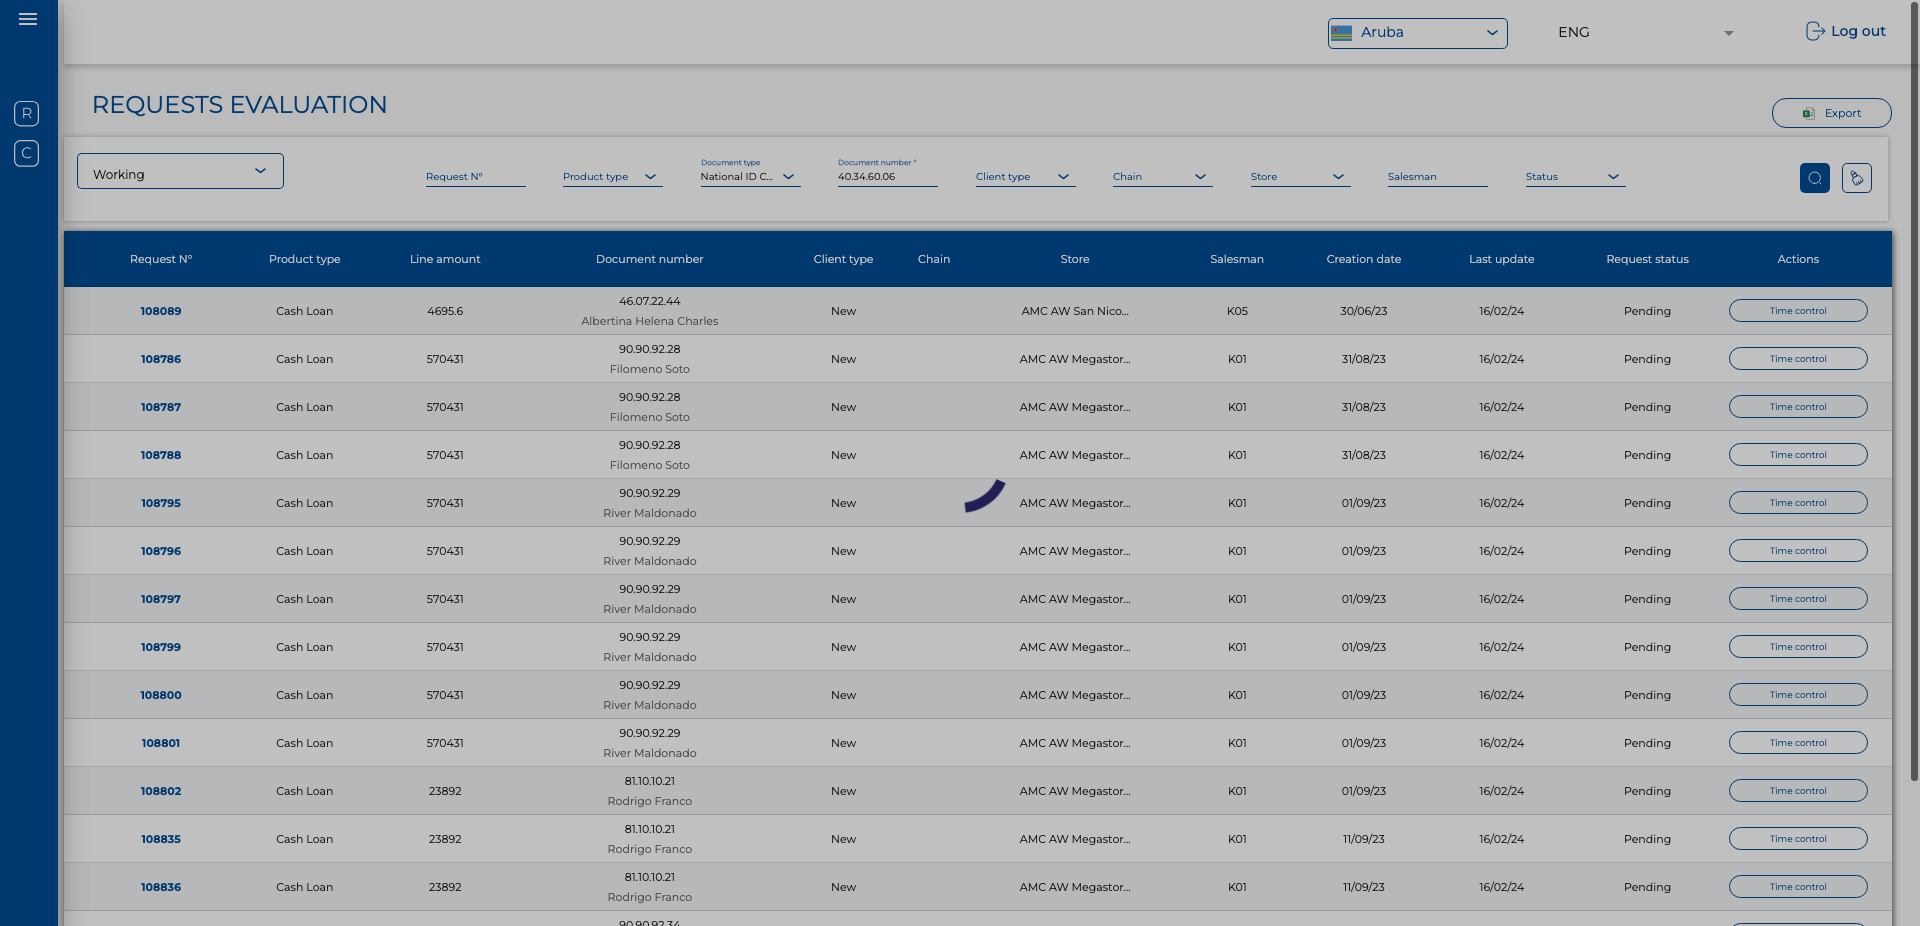 Aruba
ENG
Log out
R
C
REQUESTS EVALUATION
Export
Working
Request N°
Product type
Document type
National ID C...
Document number *
40.34.60.06
Client type
Chain
Store
Salesman
Status
Request N° Product type Line amount Document number Client type Chain Store Salesman Creation date Last update Request status Actions
108089 Cash Loan 4695.6 46.07.22.44 New AMC AW San Nico... K05 30/06/23 16/02/24 Pending Time control
Albertina Helena Charles
108786 Cash Loan 570431 90.90.92.28 New AMC AW Megastor... K01 31/08/23 16/02/24 Pending Time control
Filomeno Soto
108787 Cash Loan 570431 90.90.92.28 New AMC AW Megastor... K01 31/08/23 16/02/24 Pending Time control
Filomeno Soto
108788 Cash Loan 570431 90.90.92.28 New AMC AW Megastor... K01 31/08/23 16/02/24 Pending Time control
Filomeno Soto
108795 Cash Loan 570431 90.90.92.29 New AMC AW Megastor... K01 01/09/23 16/02/24 Pending Time control
River Maldonado
108796 Cash Loan 570431 90.90.92.29 New AMC AW Megastor... K01 01/09/23 16/02/24 Pending Time control
River Maldonado
108797 Cash Loan 570431 90.90.92.29 New AMC AW Megastor... K01 01/09/23 16/02/24 Pending Time control
River Maldonado
108799 Cash Loan 570431 90.90.92.29 New AMC AW Megastor... K01 01/09/23 16/02/24 Pending Time control
River Maldonado
108800 Cash Loan 570431 90.90.92.29 New AMC AW Megastor... K01 01/09/23 16/02/24 Pending Time control
River Maldonado
108801 Cash Loan 570431 90.90.92.29 New AMC AW Megastor... K01 01/09/23 16/02/24 Pending Time control
River Maldonado
108802 Cash Loan 23892 81.10.10.21 New AMC AW Megastor... K01 01/09/23 16/02/24 Pending Time control
Rodrigo Franco
108835 Cash Loan 23892 81.10.10.21 New AMC AW Megastor... K01 11/09/23 16/02/24 Pending Time control
Rodrigo Franco
108836 Cash Loan 23892 81.10.10.21 New AMC AW Megastor... K01 11/09/23 16/02/24 Pending Time control
Rodrigo Franco
90.90.92.34